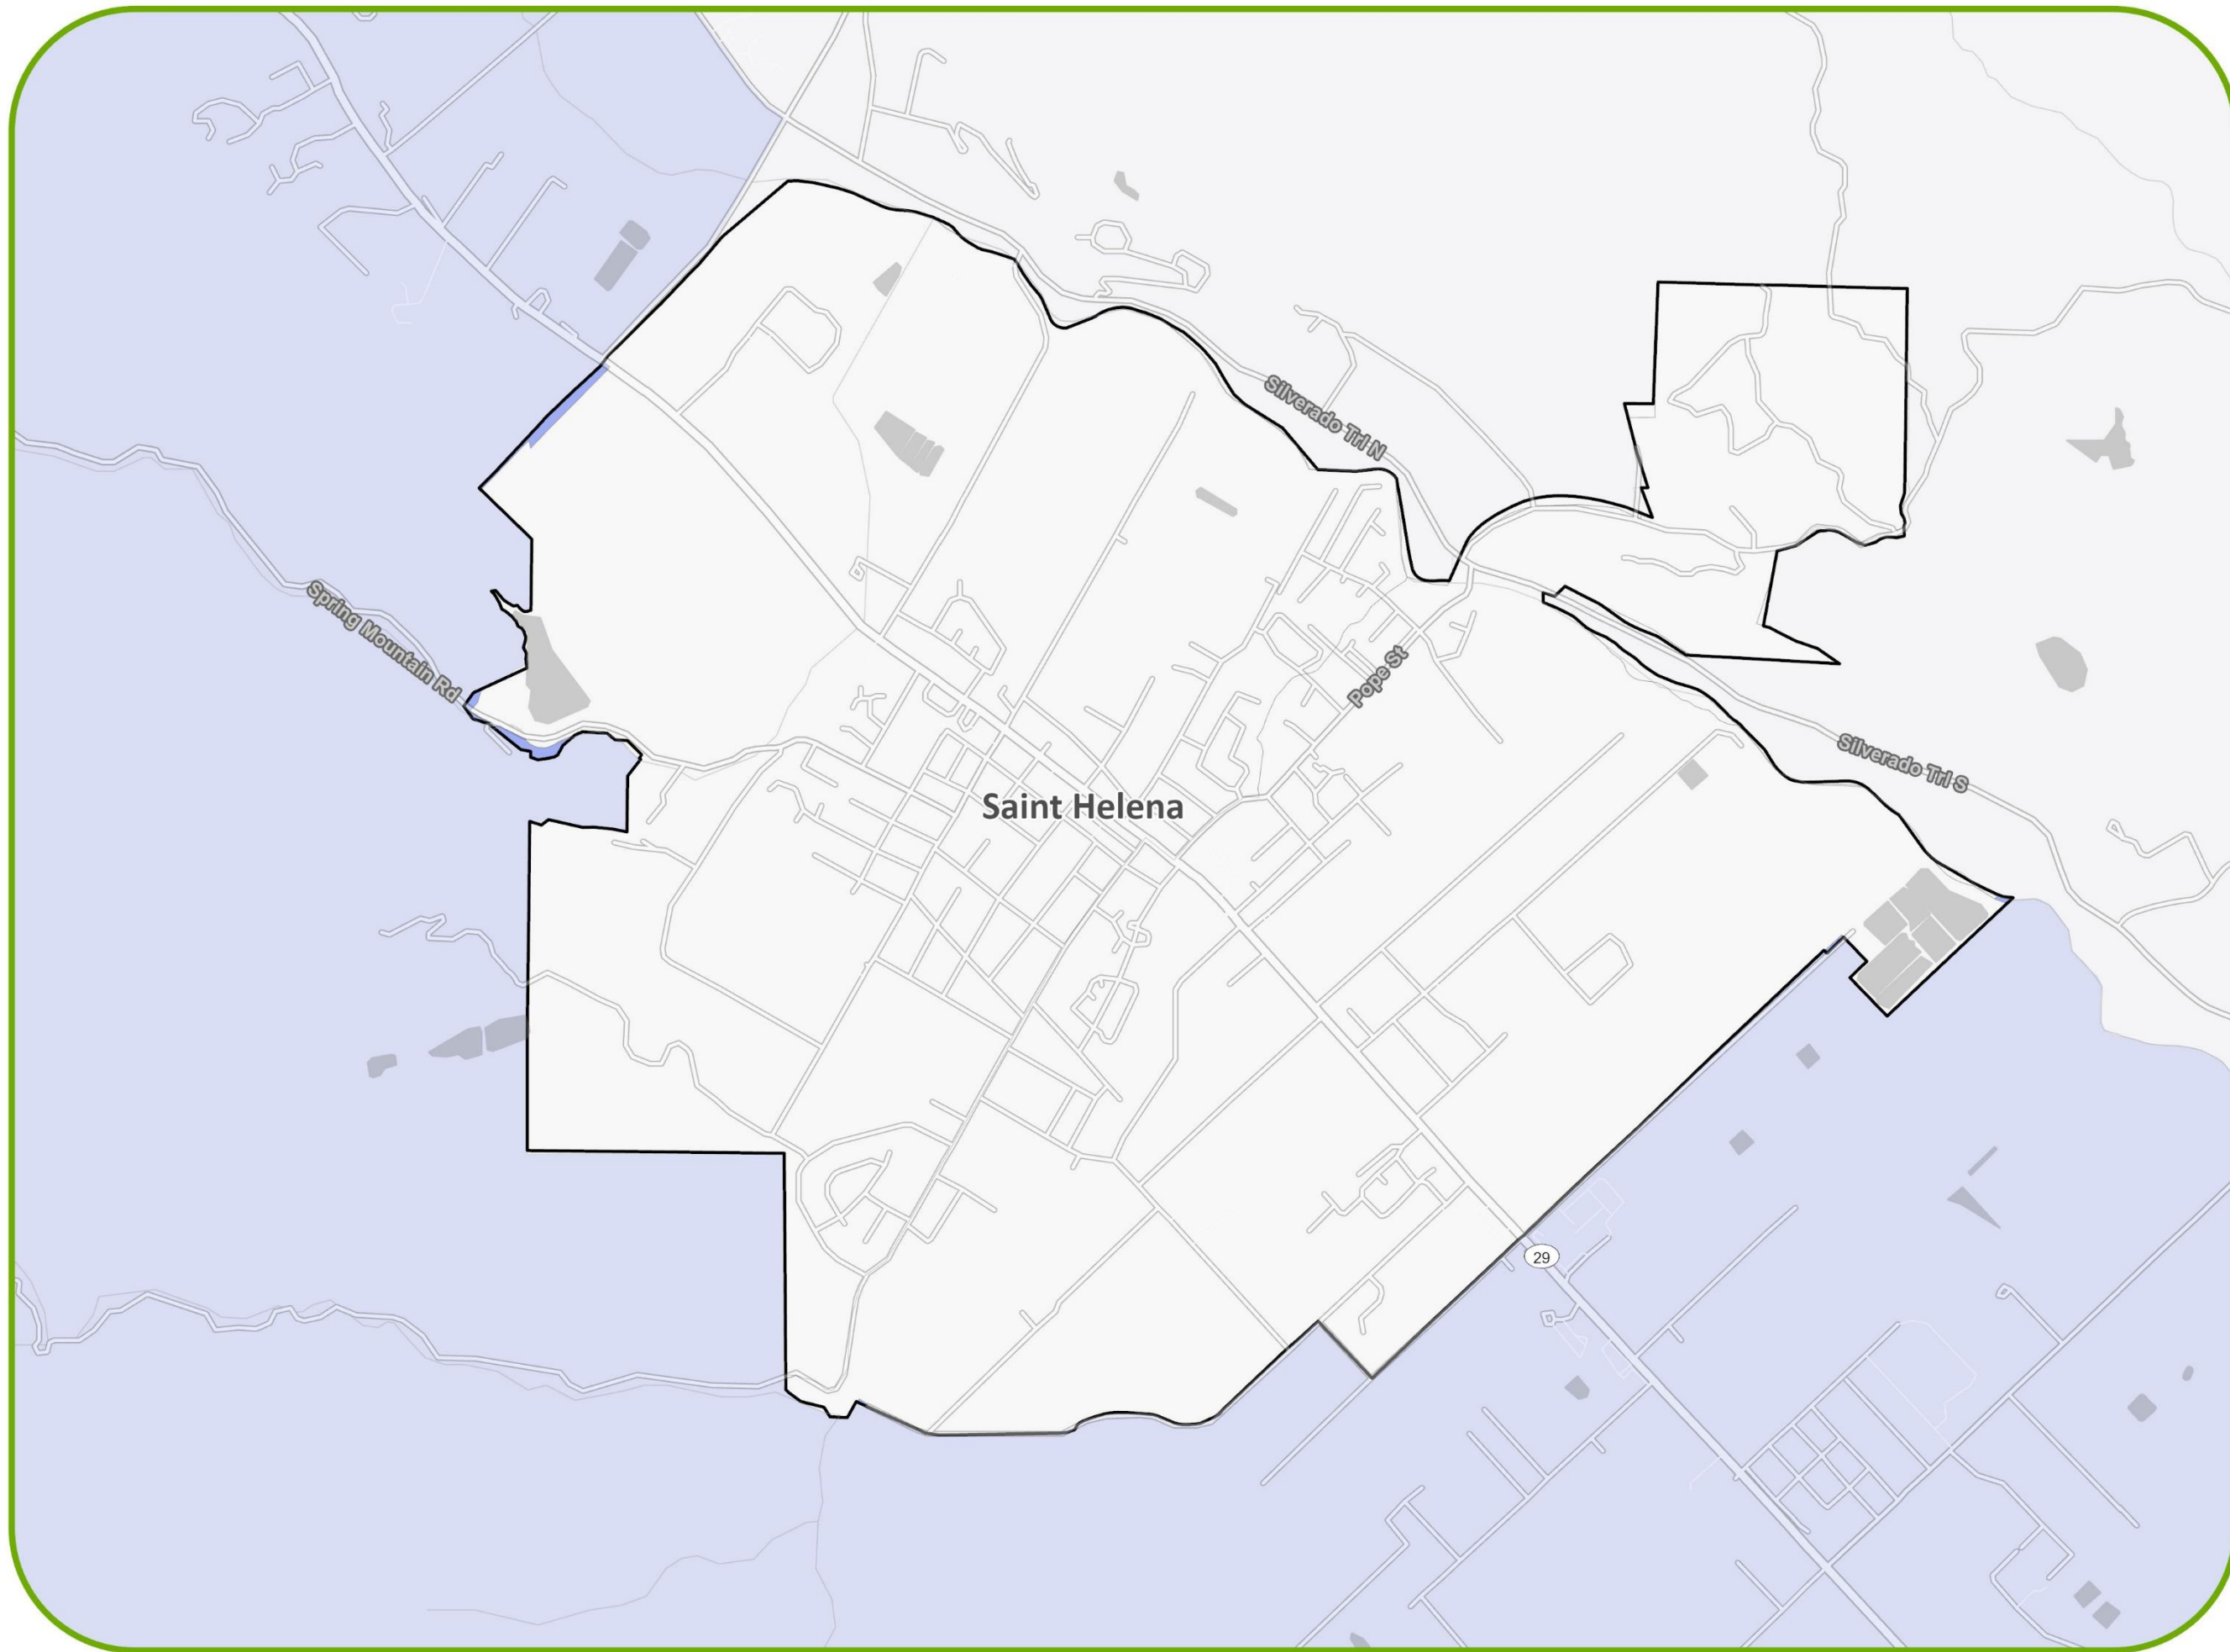 Silverado Trl N
Spring Mountain Rd
Pope St
Silverado Trl S
Saint Helena
29